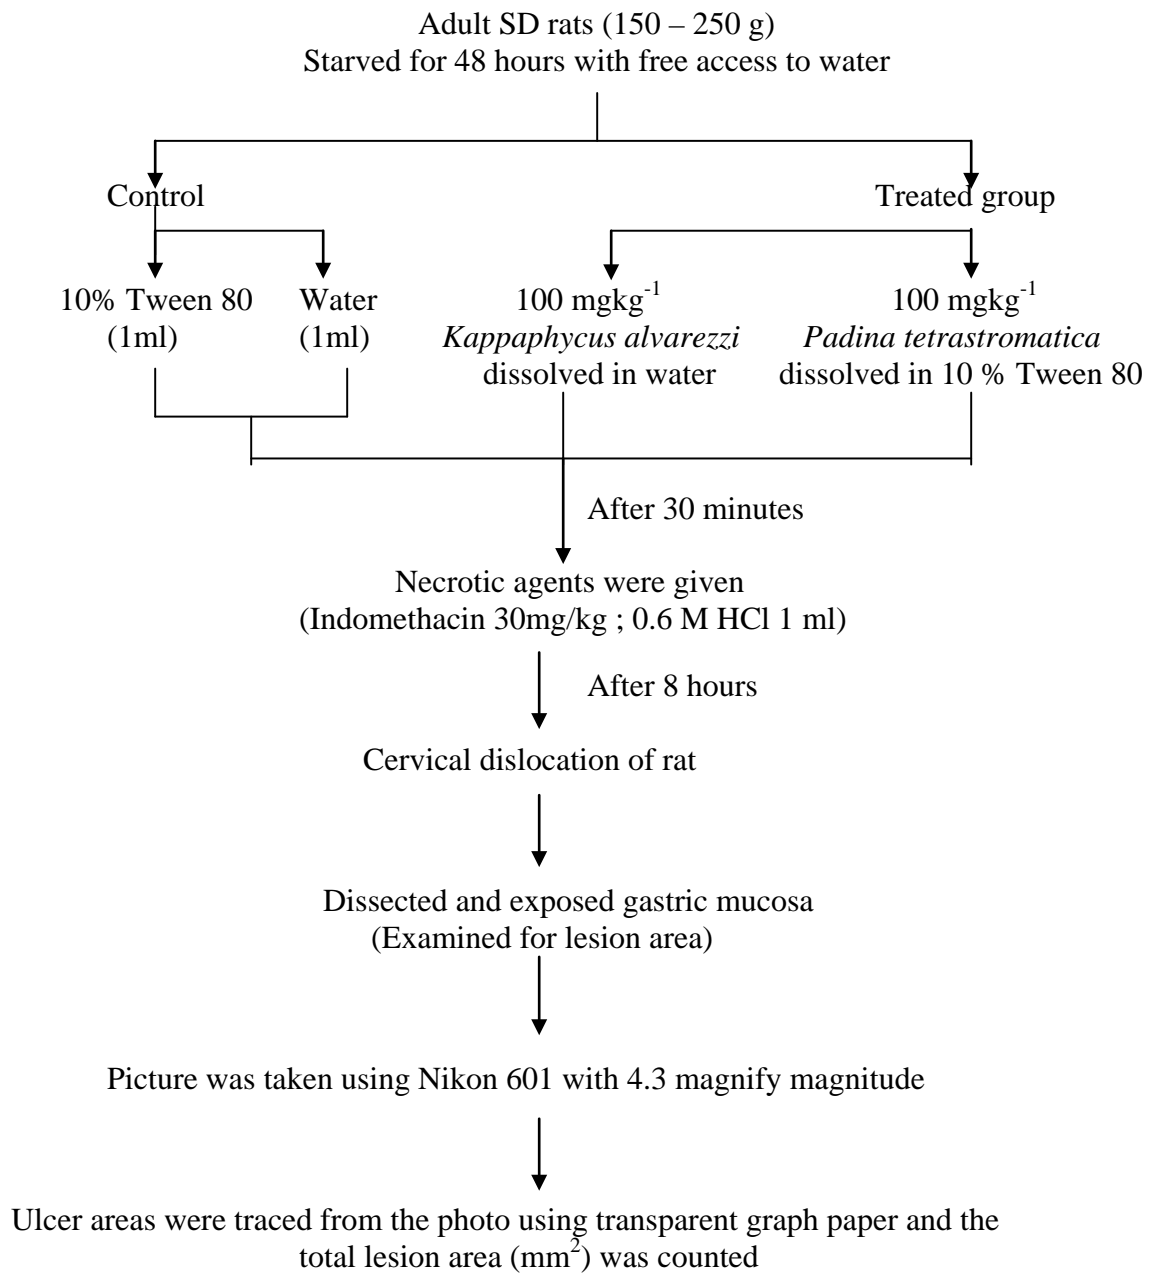 Adult SD rats (150 – 250 g)
Starved for 48 hours with free access to water
Control
Treated group
10% Tween 80
(1ml)
Water
(1ml)
100 mgkg⁻¹
Kappaphycus alvarezzi
dissolved in water
100 mgkg⁻¹
Padina tetrastromatica
dissolved in 10 % Tween 80
After 30 minutes
Necrotic agents were given
(Indomethacin 30mg/kg ; 0.6 M HCl 1 ml)
After 8 hours
Cervical dislocation of rat
Dissected and exposed gastric mucosa
(Examined for lesion area)
Picture was taken using Nikon 601 with 4.3 magnify magnitude
Ulcer areas were traced from the photo using transparent graph paper and the
total lesion area (mm²) was counted